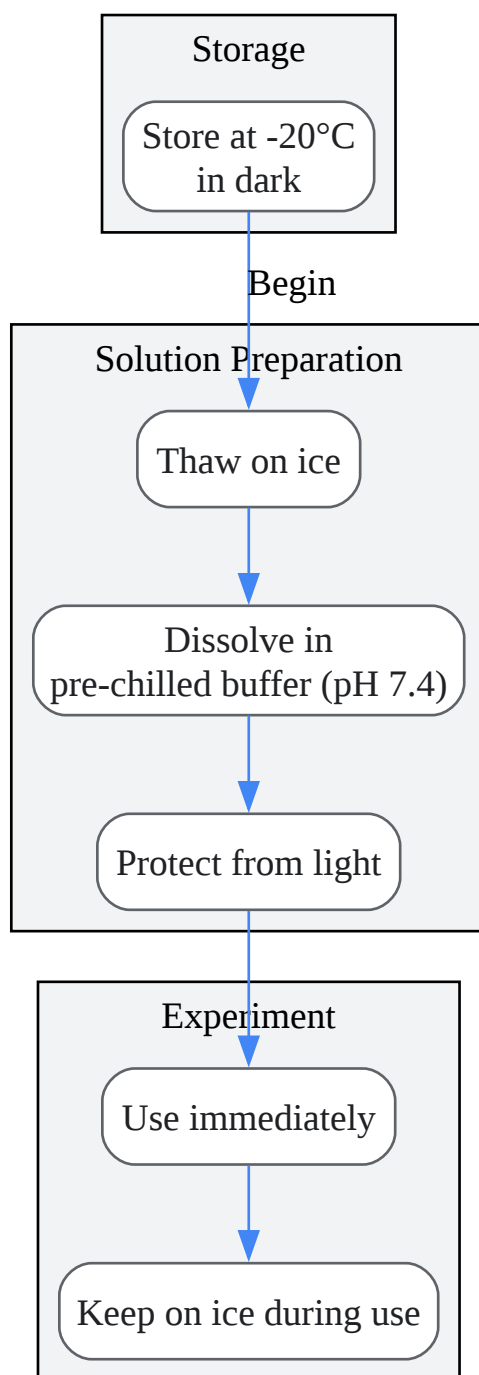 Storage
Store at -20°C
in dark
Begin
Solution Preparation
Thaw on ice
Dissolve in
pre-chilled buffer (pH 7.4)
Protect from light
Experiment
Use immediately
Keep on ice during use